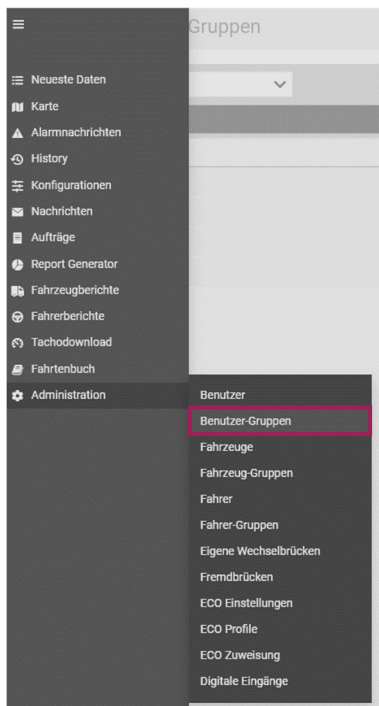 Gruppen
Neueste Daten
Karte
Alarmnachrichten
History
Konfigurationen
Nachrichten
Aufträge
Report Generator
Fahrzeugberichte
Fahrerberichte
Tachodownload
Fahrtenbuch
Administration
Benutzer
Benutzer-Gruppen
Fahrzeuge
Fahrzeug-Gruppen
Fahrer
Fahrer-Gruppen
Eigene Wechselbrücken
Fremdbrücken
ECO Einstellungen
ECO Profile
ECO Zuweisung
Digitale Eingänge